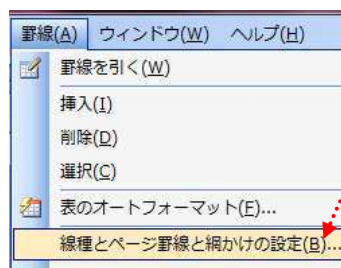 罫線(A) ウィンドウ(W) ヘルプ(H)
罫線を引く(W)
挿入(I)
削除(D)
選択(C)
表のオートフォーマット(F)...
線種とページ罫線と網かけの設定(B)...